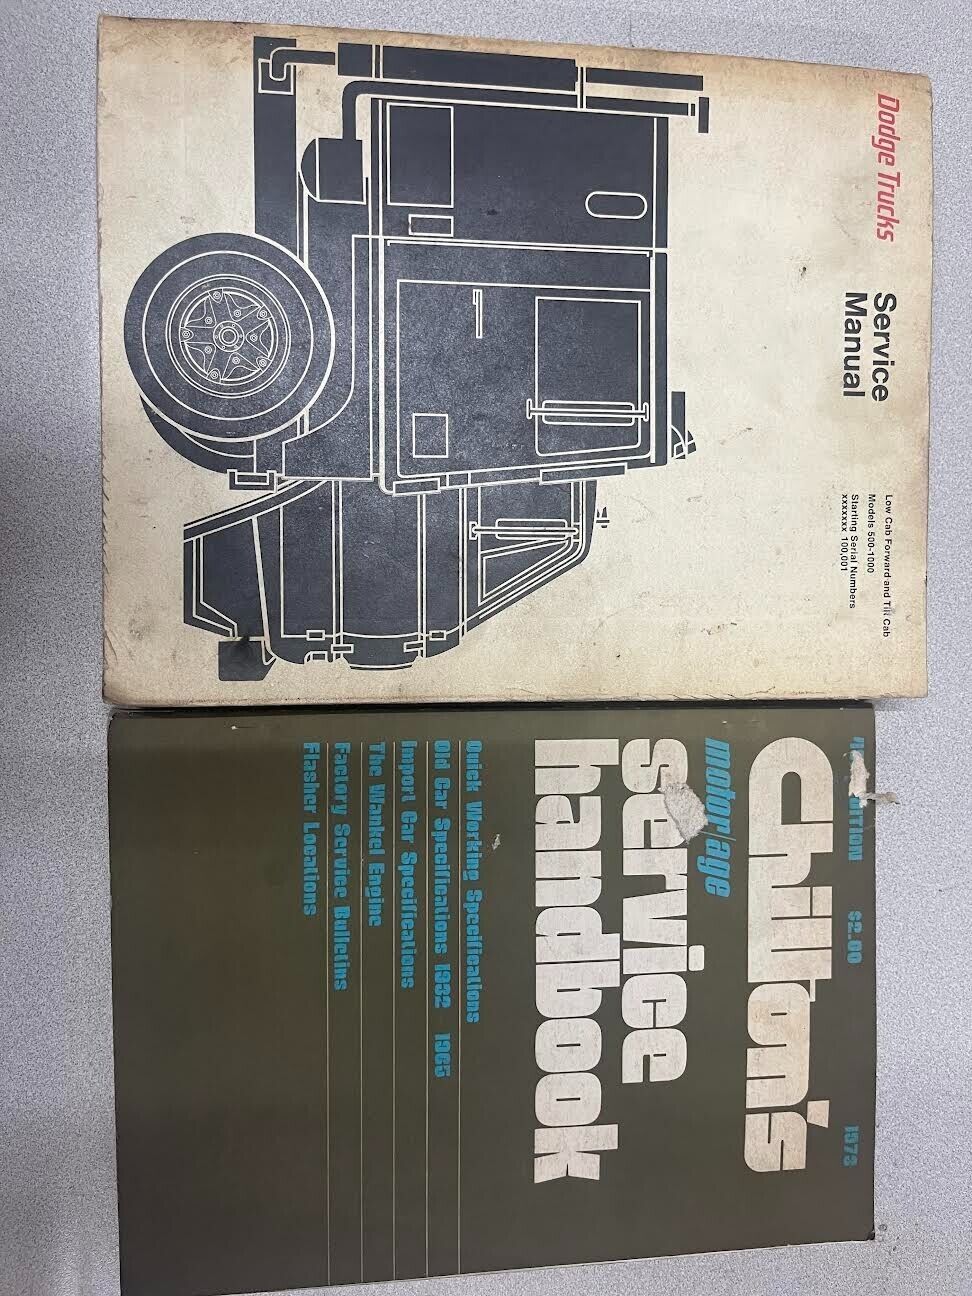 Dodge Trucks
Service
Manual
Low Cab Forward and Tilt Cab
Models 500-1000
Starting Serial Numbers
xxxxxxx 100,001
EDITION $2.00 1973
Chilton's
motor/age
service
handbook
Quick Working Specifications
Old Car Specifications 1932 1965
Import Car Specifications
The Wankel Engine
Factory Service Bulletins
Flasher Locations